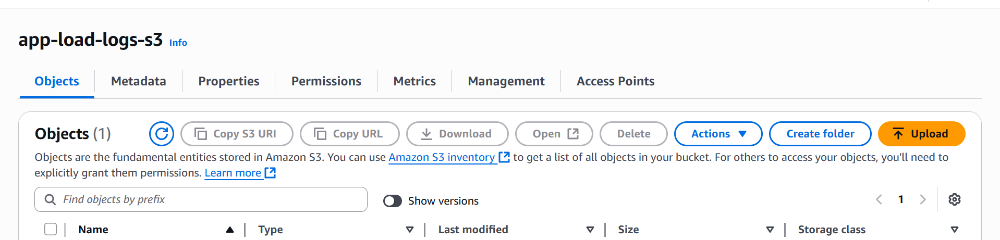 app-load-logs-s3 Info
Objects Metadata Properties Permissions Metrics Management Access Points
Objects (1) Copy S3 URI Copy URL Download Open Delete Actions Create folder Upload
Objects are the fundamental entities stored in Amazon S3. You can use Amazon S3 inventory to get a list of all objects in your bucket. For others to access your objects, you'll need to
explicitly grant them permissions. Learn more
Find objects by prefix Show versions 1
Name Type Last modified Size Storage class